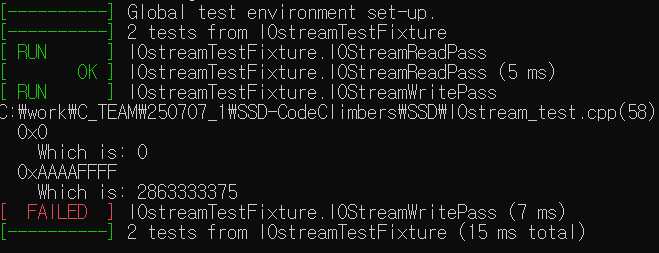 [----------] Global test environment set-up.
[----------] 2 tests from IOstreamTestFixture
[ RUN      ] IOstreamTestFixture.IOStreamReadPass
[       OK ] IOstreamTestFixture.IOStreamReadPass (5 ms)
[ RUN      ] IOstreamTestFixture.IOStreamWritePass
C:₩work₩C_TEAM₩250707_1₩SSD-CodeClimbers₩SSD₩IOstream_test.cpp(58)
  0x0
    Which is: 0
  0xAAAAFFFF
    Which is: 2863333375
[  FAILED  ] IOstreamTestFixture.IOStreamWritePass (7 ms)
[----------] 2 tests from IOstreamTestFixture (15 ms total)